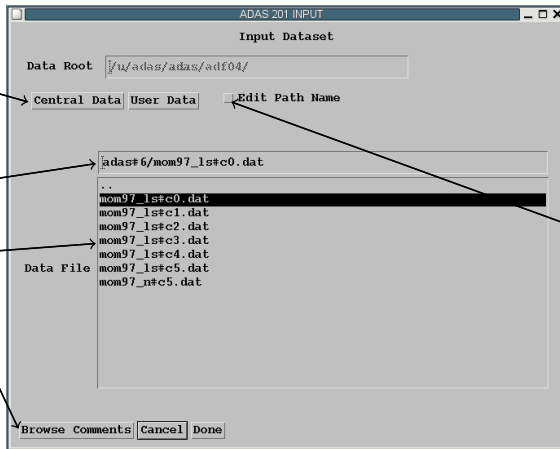 ADAS 201 INPUT
Input Dataset
Data Root /u/adas/adas/adf04/
Central Data User Data Edit Path Name
adas#6/mom97_ls#c0.dat
..
mom97_ls#c0.dat
mom97_ls#c1.dat
mom97_ls#c2.dat
mom97_ls#c3.dat
mom97_ls#c4.dat
Data File mom97_ls#c5.dat
mom97_n#c5.dat
Browse Comments Cancel Done